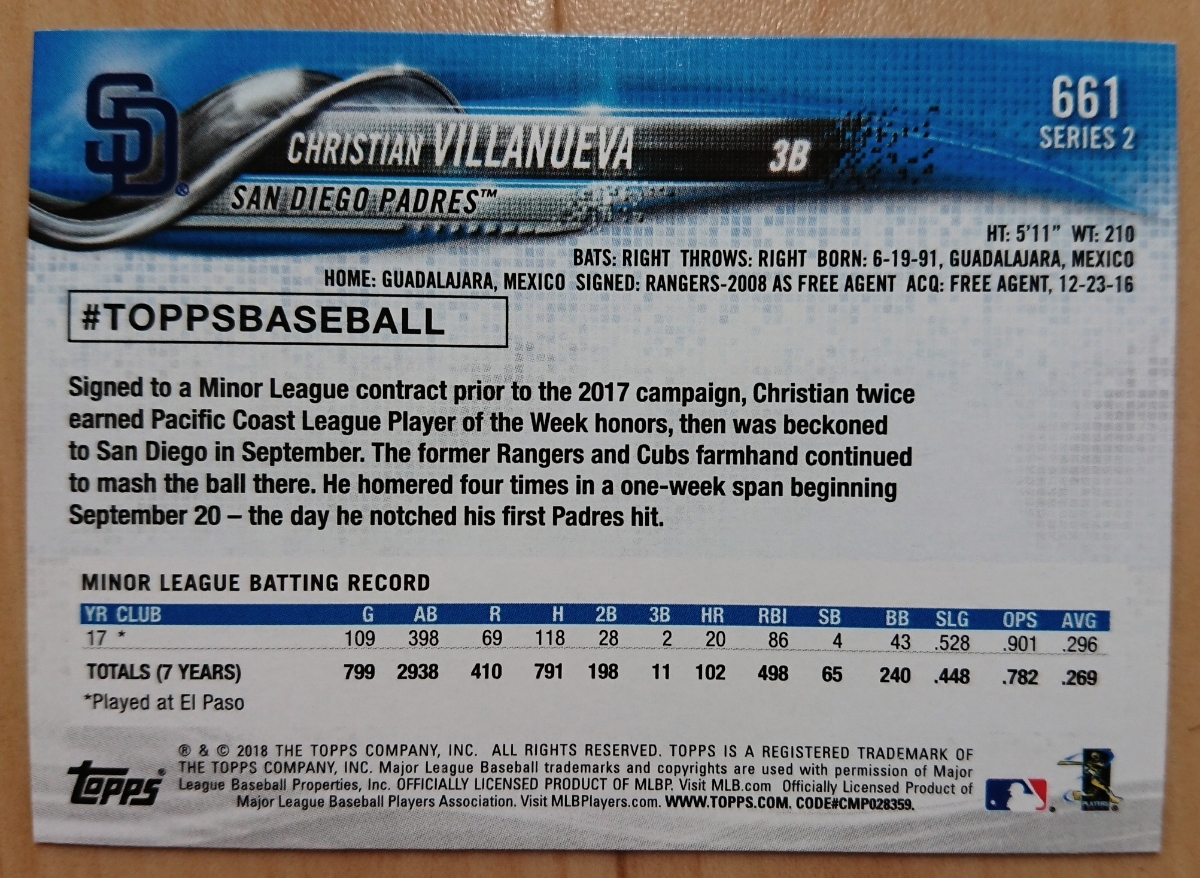 SD®
661
SERIES 2
CHRISTIAN VILLANUEVA 3B
SAN DIEGO PADRES™
HT: 5'11" WT: 210
BATS: RIGHT THROWS: RIGHT BORN: 6-19-91, GUADALAJARA, MEXICO
HOME: GUADALAJARA, MEXICO SIGNED: RANGERS-2008 AS FREE AGENT ACQ: FREE AGENT, 12-23-16
#TOPPSBASEBALL
Signed to a Minor League contract prior to the 2017 campaign, Christian twice
earned Pacific Coast League Player of the Week honors, then was beckoned
to San Diego in September. The former Rangers and Cubs farmhand continued
to mash the ball there. He homered four times in a one-week span beginning
September 20 – the day he notched his first Padres hit.
MINOR LEAGUE BATTING RECORD
YR CLUB G AB R H 2B 3B HR RBI SB BB SLG OPS AVG
17 * 109 398 69 118 28 2 20 86 4 43 .528 .901 .296
TOTALS (7 YEARS) 799 2938 410 791 198 11 102 498 65 240 .448 .782 .269
*Played at El Paso
® & © 2018 THE TOPPS COMPANY, INC. ALL RIGHTS RESERVED. TOPPS IS A REGISTERED TRADEMARK OF
THE TOPPS COMPANY, INC. Major League Baseball trademarks and copyrights are used with permission of Major
League Baseball Properties, Inc. OFFICIALLY LICENSED PRODUCT OF MLBP. Visit MLB.com Officially Licensed Product of
Major League Baseball Players Association. Visit MLBPlayers.com. WWW.TOPPS.COM. CODE#CMP028359.
topps®
PLAYERS